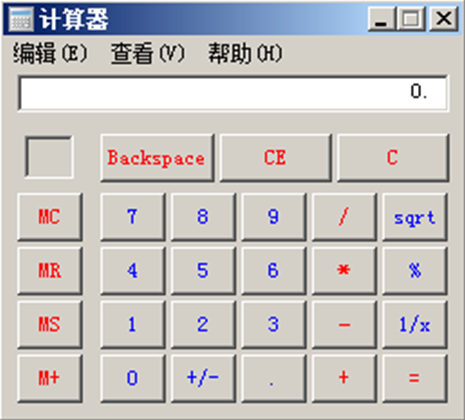 计算器
编辑(E) 查看(V) 帮助(H)
0.
Backspace CE C
MC 7 8 9 / sqrt
MR 4 5 6 * %
MS 1 2 3 - 1/x
M+ 0 +/- . + =